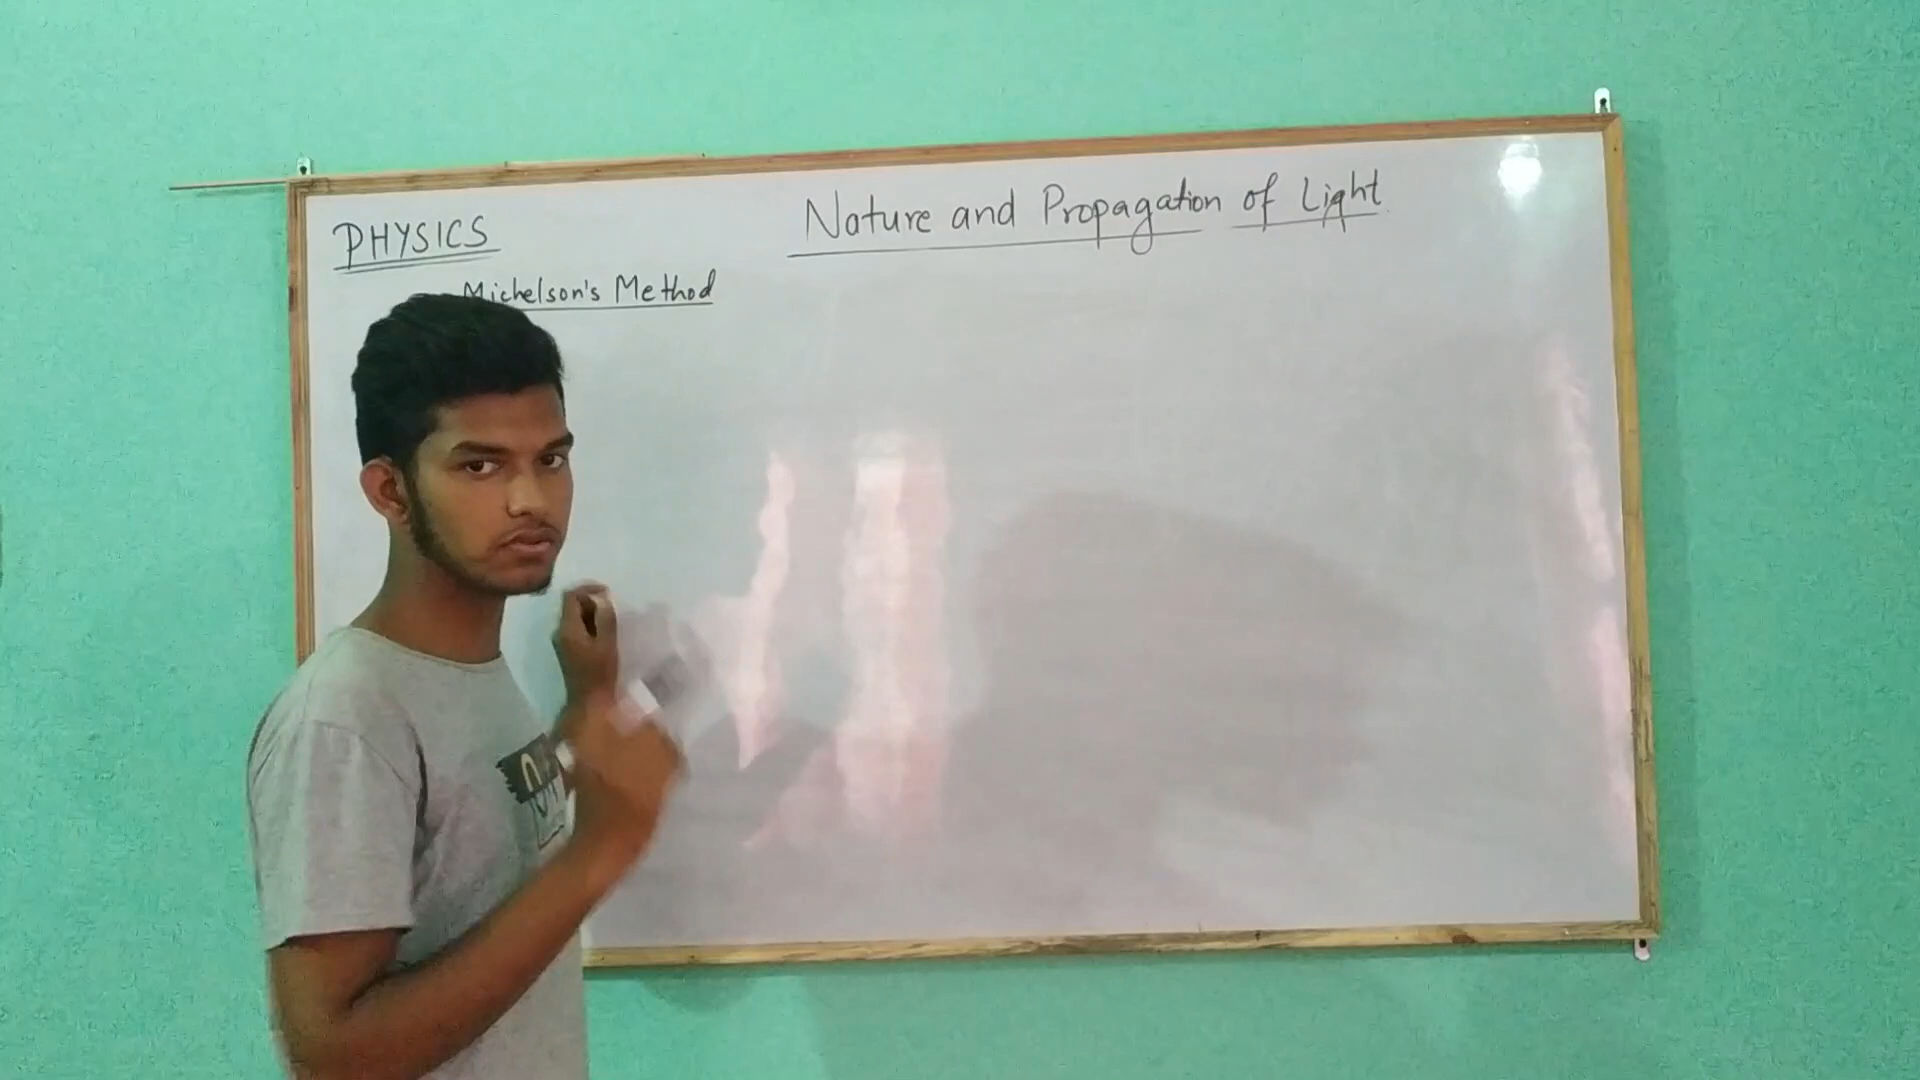 PHYSICS
Nature and Propagation of Light
Michelson's Method